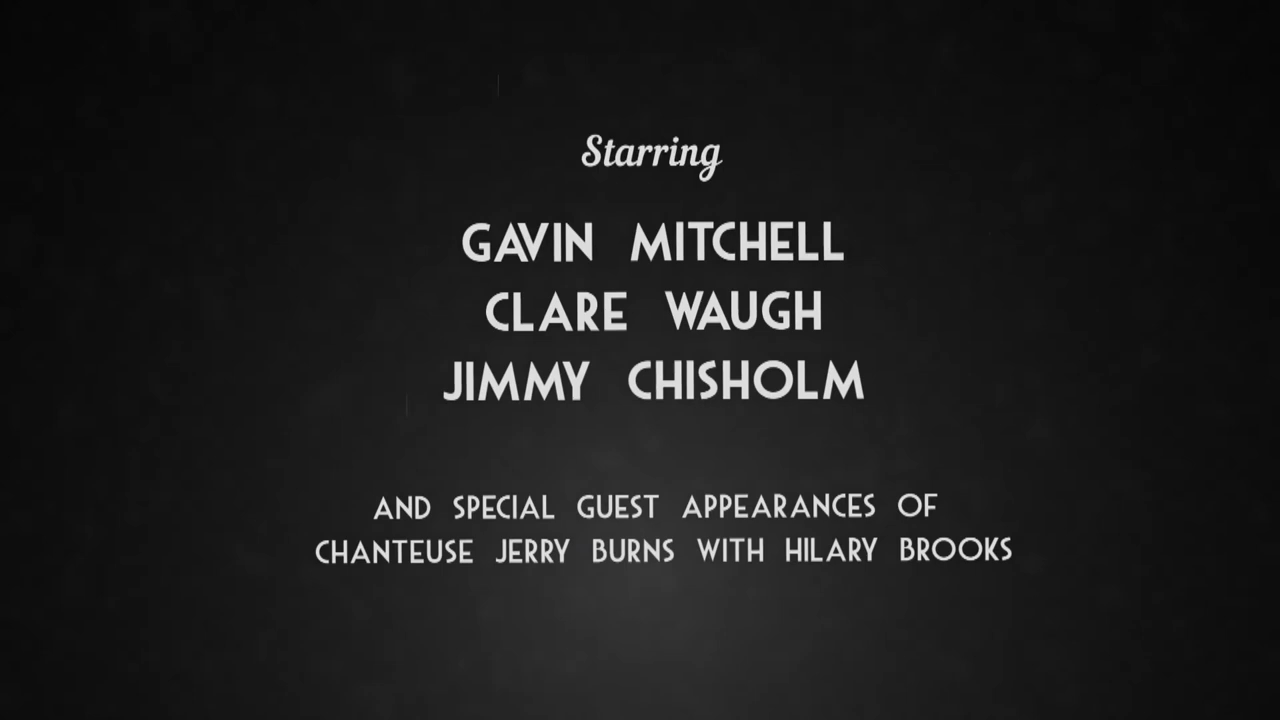 Starring
GAVIN MITCHELL
CLARE WAUGH
JIMMY CHISHOLM
AND SPECIAL GUEST APPEARANCES OF
CHANTEUSE JERRY BURNS WITH HILARY BROOKS